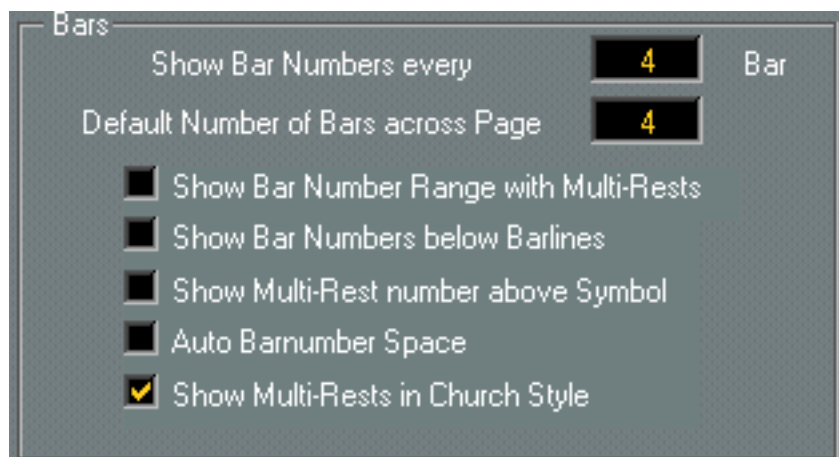 Bars
Show Bar Numbers every 4 Bar
Default Number of Bars across Page 4
Show Bar Number Range with Multi-Rests
Show Bar Numbers below Barlines
Show Multi-Rest number above Symbol
Auto Barnumber Space
Show Multi-Rests in Church Style